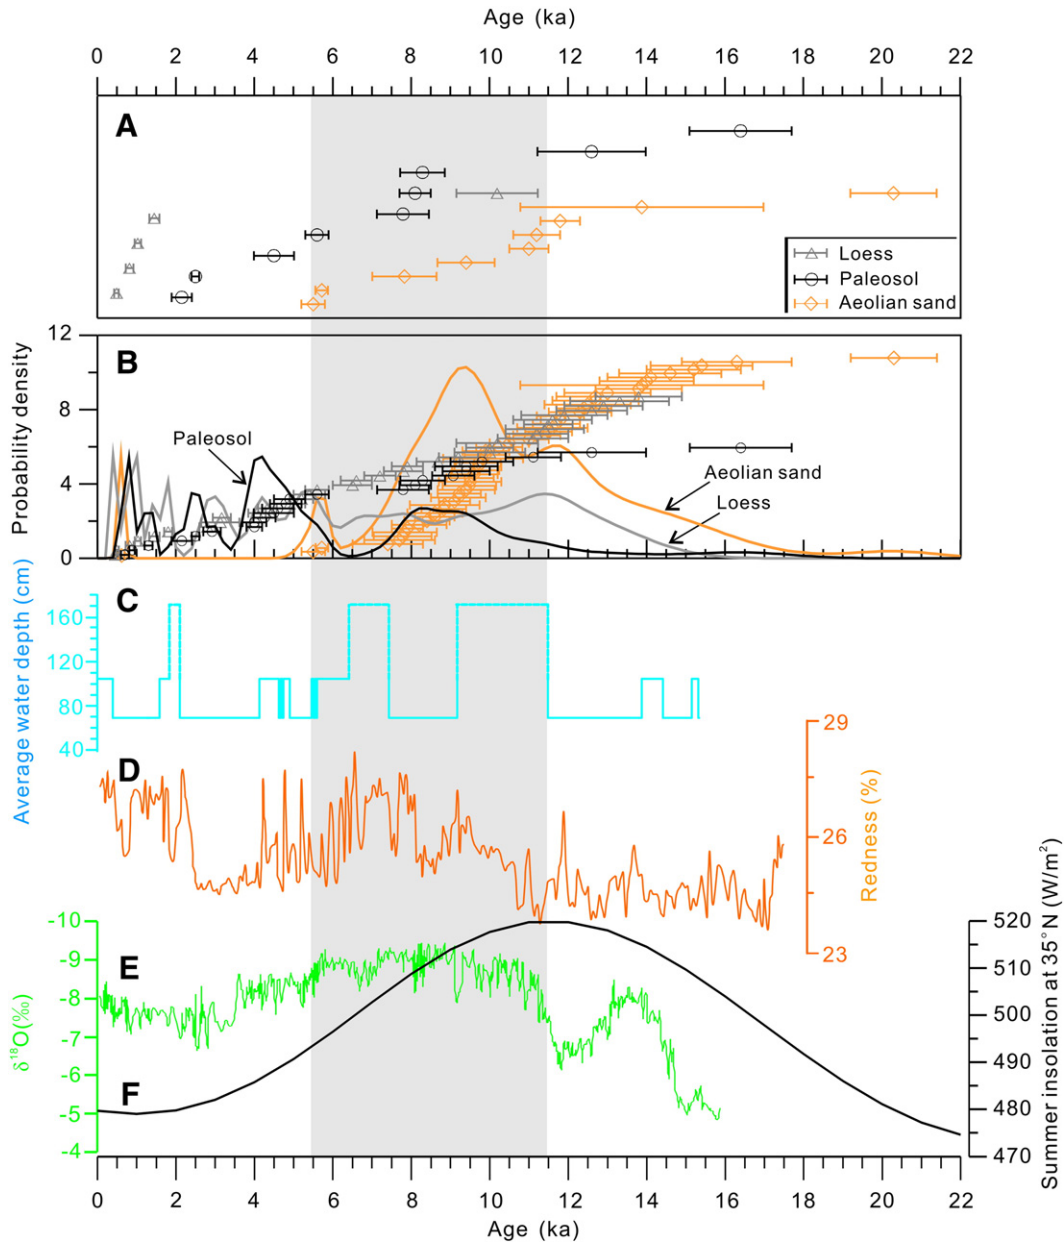 Age (ka)
0 2 4 6 8 10 12 14 16 18 20 22
A
Loess
Paleosol
Aeolian sand
B
Probability density
12
8
4
0
Paleosol
Aeolian sand
Loess
C
Average water depth (cm)
160
120
80
40
D
29
26
23
Redness (%)
E
-10
-9
-8
-7
-6
-5
-4
δ¹⁸O(‰)
F
520
510
500
490
480
470
Summer insolation at 35°N (W/m²)
0 2 4 6 8 10 12 14 16 18 20 22
Age (ka)